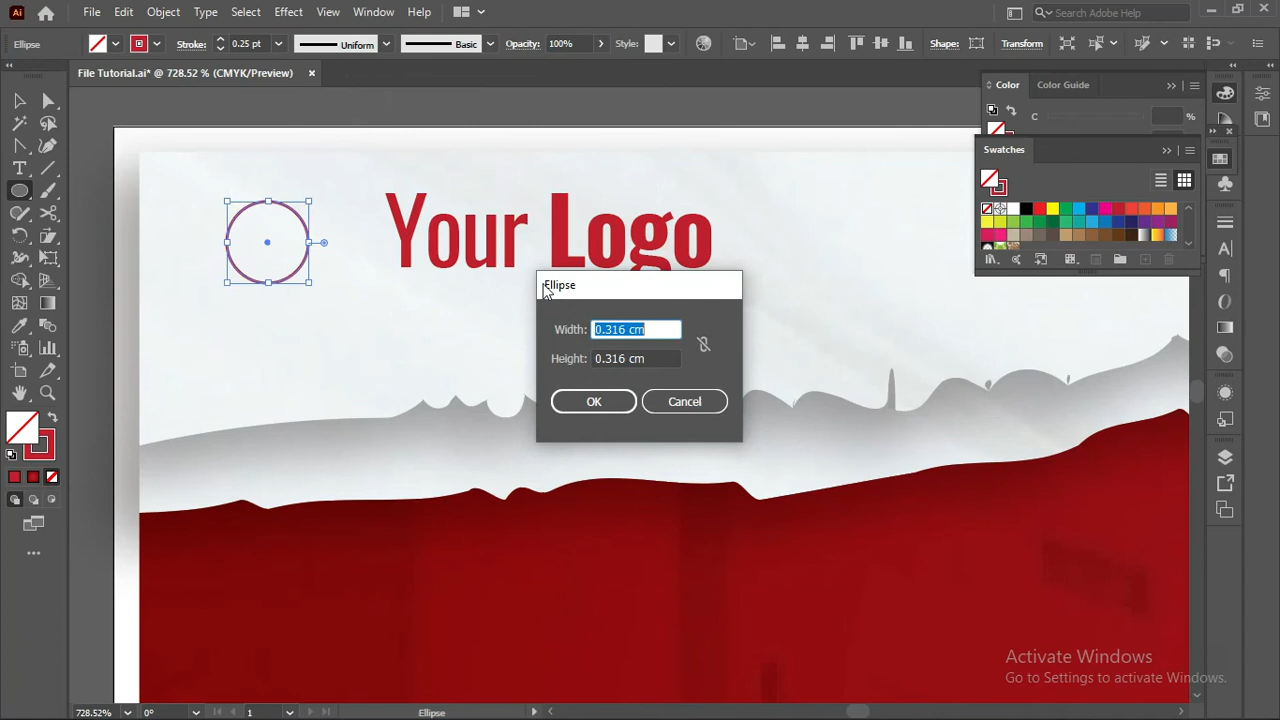 Ai File Edit Object Type Select Effect View Window Help Search Adobe Help
Ellipse Stroke: 0.25 pt Uniform Basic Opacity: 100% Style: Shape: Transform
File Tutorial.ai* @ 728.52 % (CMYK/Preview)
Color Color Guide
C %
Swatches
Your Logo
Ellipse
Width: 0.316 cm
Height: 0.316 cm
OK Cancel
Activate Windows
Go to Settings to activate Windows.
728.52% 0° 1 Ellipse